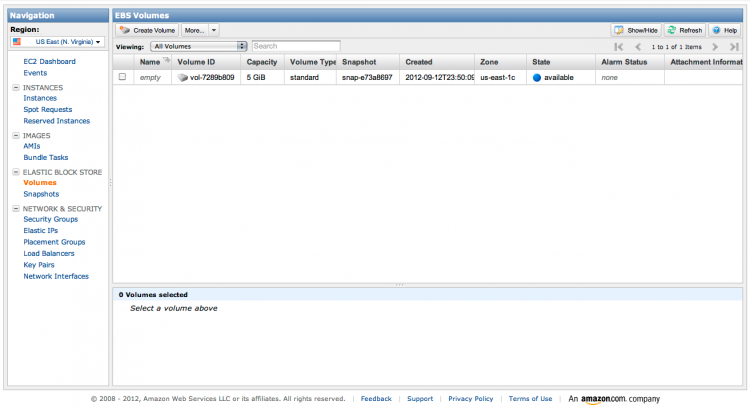 Navigation
Region:
US East (N. Virginia)
EC2 Dashboard
Events
INSTANCES
Instances
Spot Requests
Reserved Instances
IMAGES
AMIs
Bundle Tasks
ELASTIC BLOCK STORE
Volumes
Snapshots
NETWORK & SECURITY
Security Groups
Elastic IPs
Placement Groups
Load Balancers
Key Pairs
Network Interfaces
EBS Volumes
Create Volume More... Show/Hide Refresh Help
Viewing: All Volumes Search 1 to 1 of 1 Items
Name Volume ID Capacity Volume Type Snapshot Created Zone State Alarm Status Attachment Informat
empty vol-7289b809 5 GiB standard snap-e73a8697 2012-09-12T23:50:09 us-east-1c available none
0 Volumes selected
Select a volume above
© 2008 - 2012, Amazon Web Services LLC or its affiliates. All rights reserved. | Feedback | Support | Privacy Policy | Terms of Use | An amazon.com. company